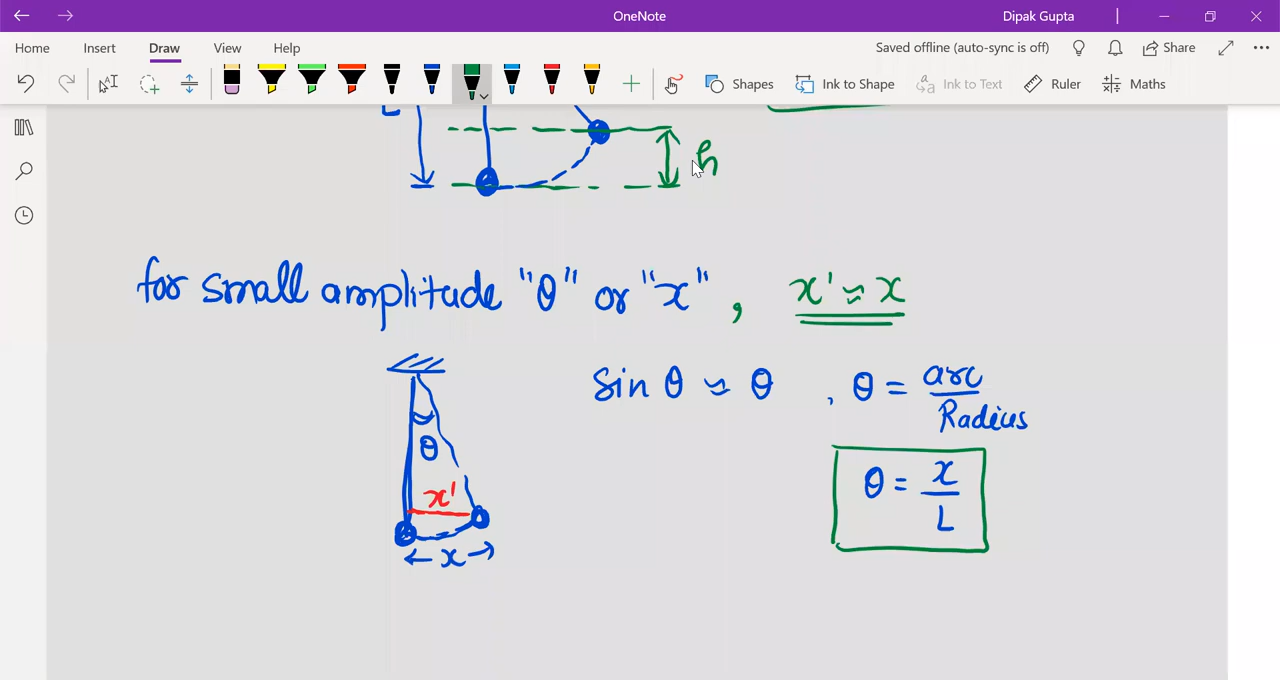 OneNote
Dipak Gupta
Home Insert Draw View Help
Saved offline (auto-sync is off)
Share
Shapes
Ink to Shape
Ink to Text
Ruler
Maths
L
h
for small amplitude "θ" or "x" , x' ≈ x
sin θ ≈ θ , θ = arc / Radius
θ
x'
θ = x / L
← x →